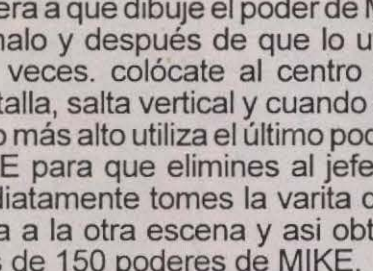 era a que dibuje el poder de M
nalo y después de que lo u
veces. colócate al centro
talla, salta vertical y cuando
o más alto utiliza el último pod
E para que elimines al jefe
diatamente tomes la varita d
a a la otra escena y asi obt
s de 150 poderes de MIKE.